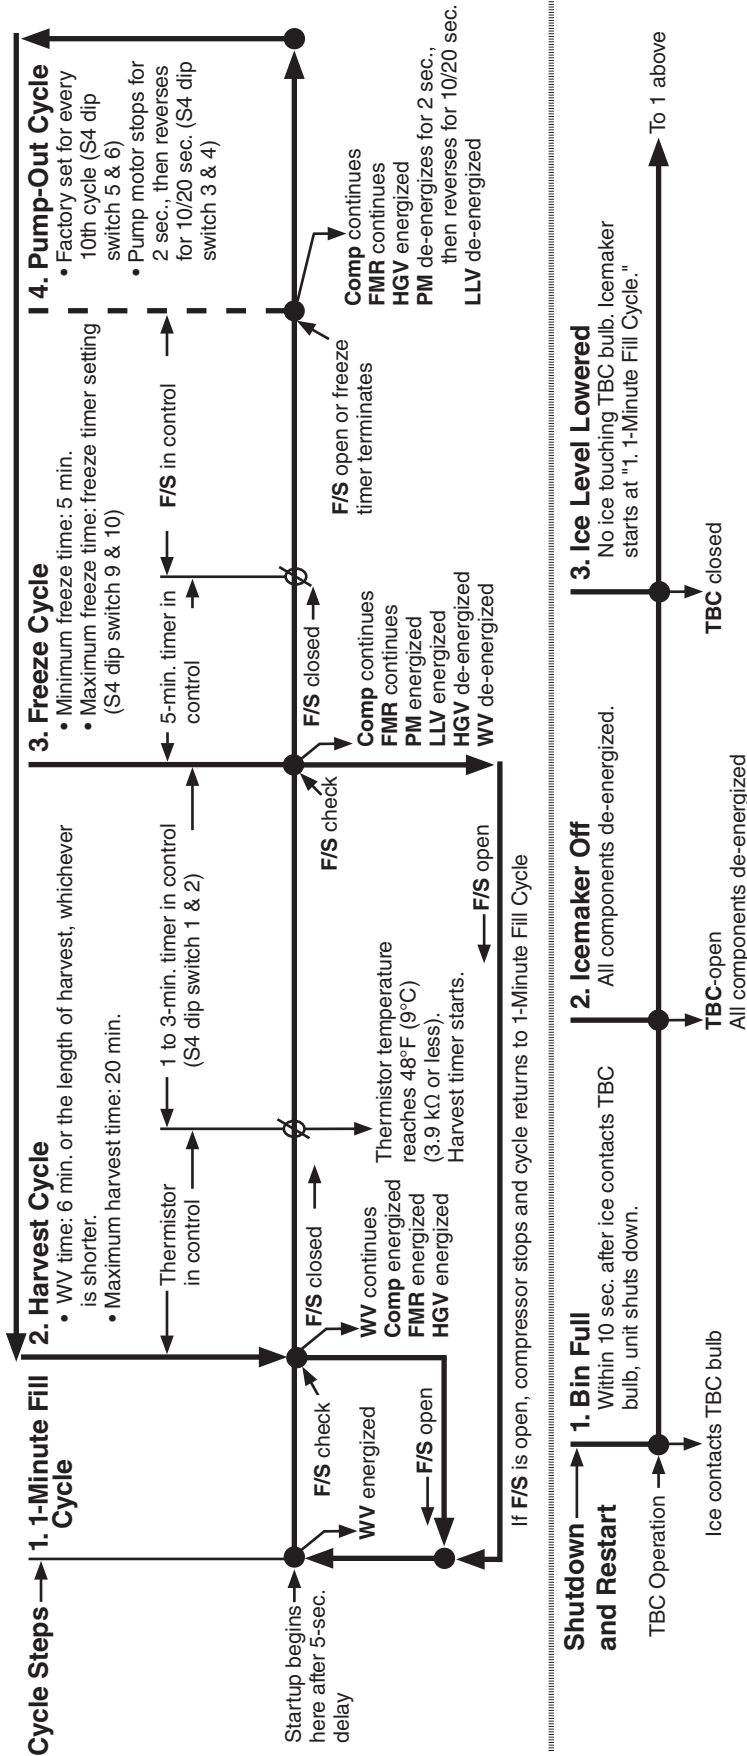 Cycle Steps
1. 1-Minute Fill
Cycle
2. Harvest Cycle
• WV time: 6 min. or the length of harvest, whichever
is shorter.
• Maximum harvest time: 20 min.
3. Freeze Cycle
• Minimum freeze time: 5 min.
• Maximum freeze time: freeze timer setting
(S4 dip switch 9 & 10)
4. Pump-Out Cycle
• Factory set for every
10th cycle (S4 dip
switch 5 & 6)
• Pump motor stops for
2 sec., then reverses
for 10/20 sec. (S4 dip
switch 3 & 4)
Thermistor
in control
1 to 3-min. timer in control
(S4 dip switch 1 & 2)
5-min. timer in
control
F/S in control
Startup begins
here after 5-sec.
delay
F/S closed
F/S closed
F/S check
F/S check
F/S open or freeze
timer terminates
WV energized
WV continues
Comp energized
FMR energized
HGV energized
Thermistor temperature
reaches 48°F (9°C)
(3.9 kΩ or less).
Harvest timer starts.
Comp continues
FMR continues
PM energized
LLV energized
HGV de-energized
WV de-energized
Comp continues
FMR continues
HGV energized
PM de-energizes for 2 sec.,
then reverses for 10/20 sec.
LLV de-energized
F/S open
F/S open
If F/S is open, compressor stops and cycle returns to 1-Minute Fill Cycle
Shutdown
and Restart
1. Bin Full
Within 10 sec. after ice contacts TBC
bulb, unit shuts down.
2. Icemaker Off
All components de-energized.
3. Ice Level Lowered
No ice touching TBC bulb. Icemaker
starts at "1. 1-Minute Fill Cycle."
TBC Operation
To 1 above
Ice contacts TBC bulb
TBC-open
All components de-energized
TBC closed